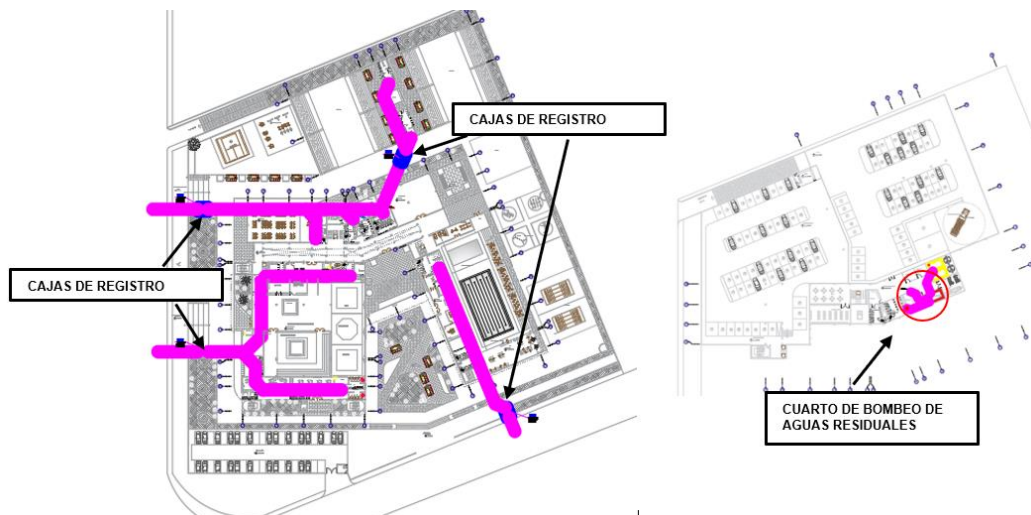 CAJAS DE REGISTRO
CAJAS DE REGISTRO
CUARTO DE BOMBEO DE
AGUAS RESIDUALES